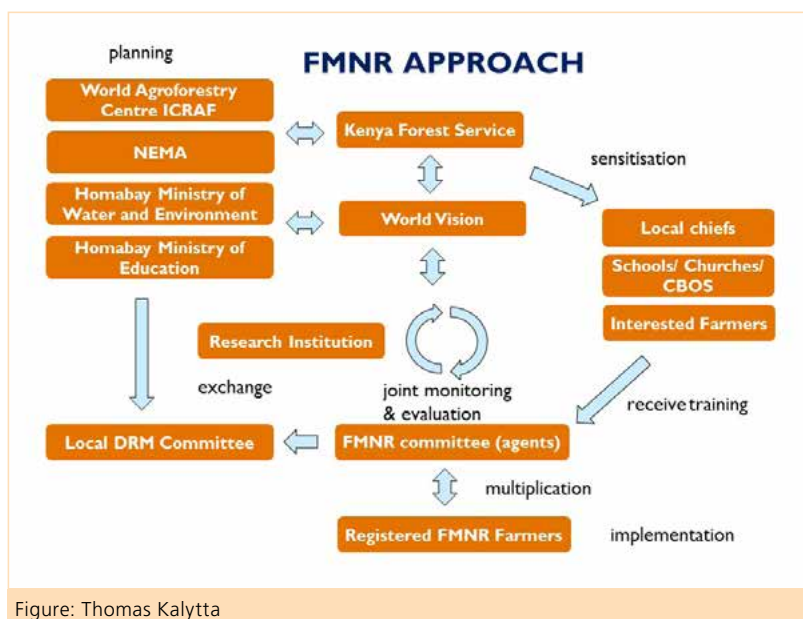 planning
FMNR APPROACH
World Agroforestry
Centre ICRAF
NEMA
Homabay Ministry of
Water and Environment
Homabay Ministry of
Education
Kenya Forest Service
World Vision
sensitisation
Local chiefs
Schools/ Churches/
CBOS
Interested Farmers
Research Institution
exchange
joint monitoring
& evaluation
receive training
Local DRM Committee
FMNR committee (agents)
multiplication
Registered FMNR Farmers
implementation
Figure: Thomas Kalytta